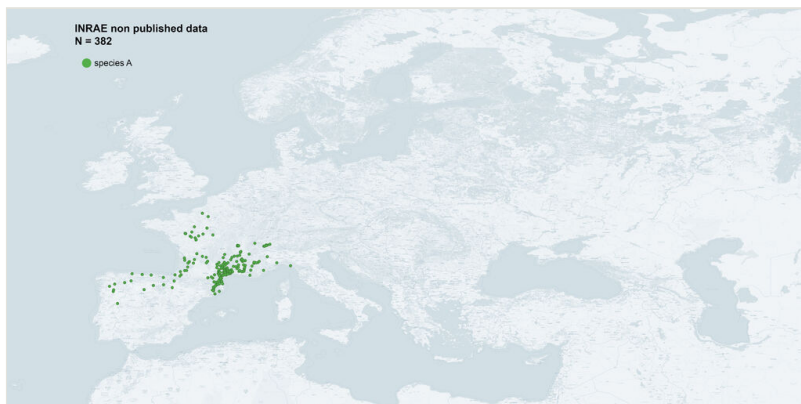 INRAE non published data
N = 382
species A